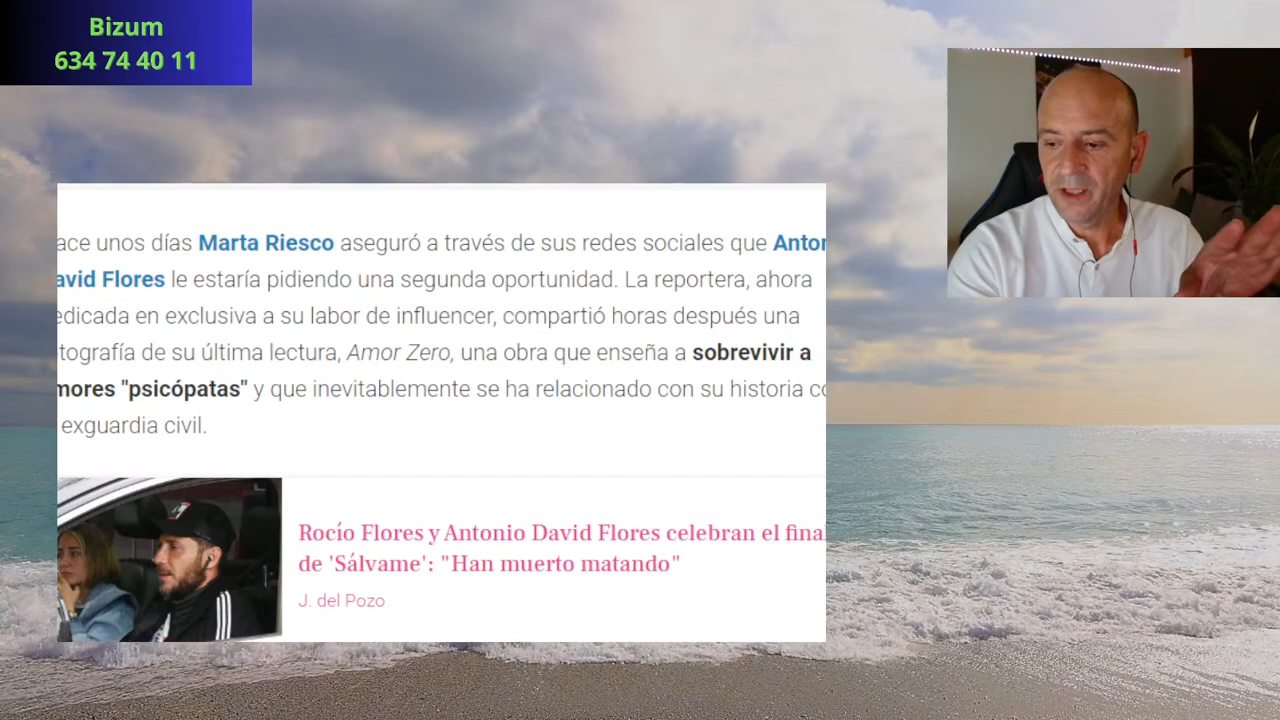 Bizum
634 74 40 11
ace unos días Marta Riesco aseguró a través de sus redes sociales que Anton
avid Flores le estaría pidiendo una segunda oportunidad. La reportera, ahora
edicada en exclusiva a su labor de influencer, compartió horas después una
tografía de su última lectura, Amor Zero, una obra que enseña a sobrevivir a
mores "psicópatas" y que inevitablemente se ha relacionado con su historia co
exguardia civil.
Rocío Flores y Antonio David Flores celebran el final
de 'Sálvame': "Han muerto matando"
J. del Pozo